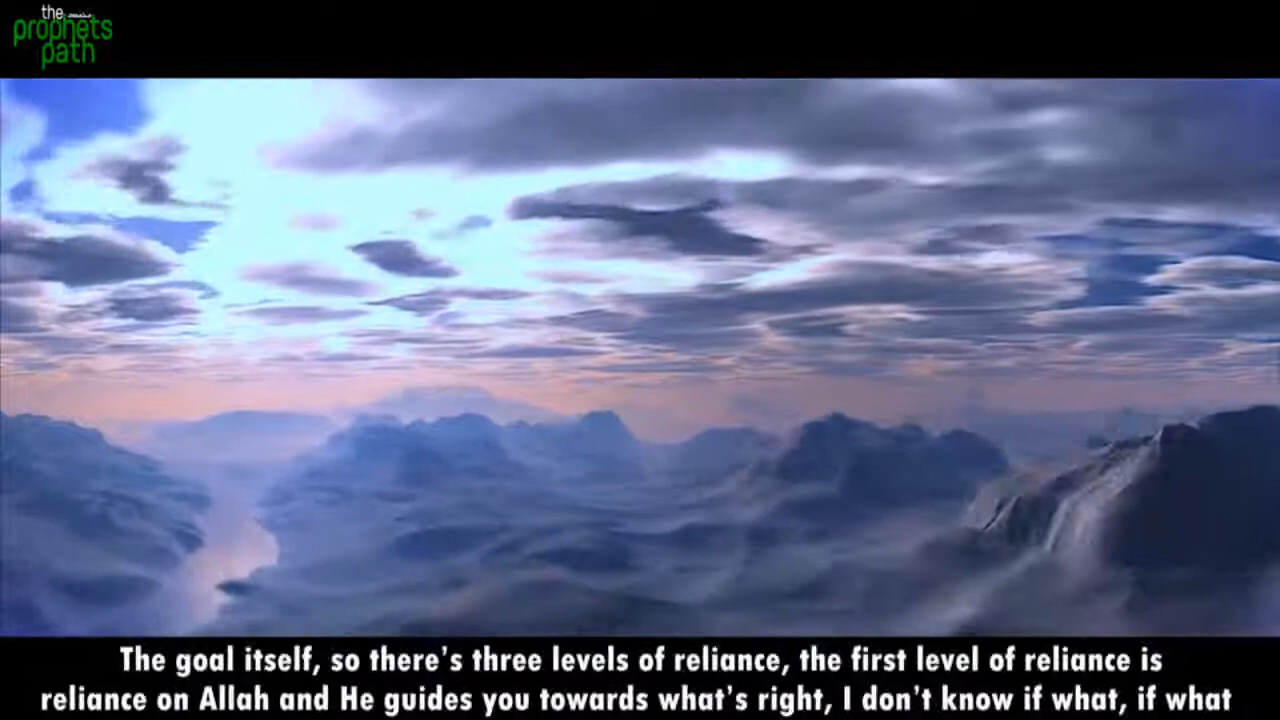 the
prophets
path
The goal itself, so there's three levels of reliance, the first level of reliance is
reliance on Allah and He guides you towards what's right, I don't know if what, if what